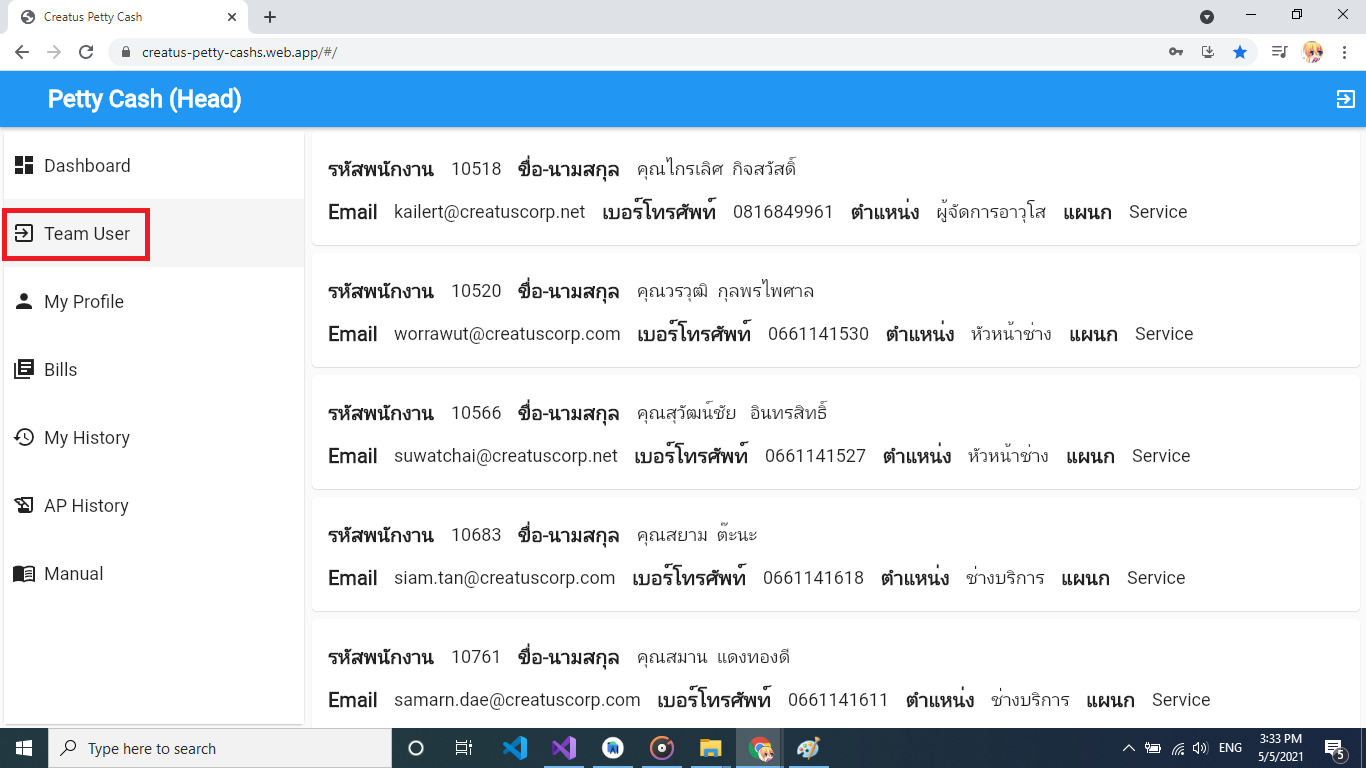 Creatus Petty Cash
creatus-petty-cashs.web.app/#/
Petty Cash (Head)
Dashboard
Team User
My Profile
Bills
My History
AP History
Manual
รหัสพนักงาน 10518 ชื่อ-นามสกุล คุณไกรเลิศ กิจสวัสดิ์
Email kailert@creatuscorp.net เบอร์โทรศัพท์ 0816849961 ตำแหน่ง ผู้จัดการอาวุโส แผนก Service
รหัสพนักงาน 10520 ชื่อ-นามสกุล คุณวรวุฒิ กุลพรไพศาล
Email worrawut@creatuscorp.com เบอร์โทรศัพท์ 0661141530 ตำแหน่ง หัวหน้าช่าง แผนก Service
รหัสพนักงาน 10566 ชื่อ-นามสกุล คุณสุวัฒน์ชัย อินทรสิทธิ์
Email suwatchai@creatuscorp.net เบอร์โทรศัพท์ 0661141527 ตำแหน่ง หัวหน้าช่าง แผนก Service
รหัสพนักงาน 10683 ชื่อ-นามสกุล คุณสยาม ต๊ะนะ
Email siam.tan@creatuscorp.com เบอร์โทรศัพท์ 0661141618 ตำแหน่ง ช่างบริการ แผนก Service
รหัสพนักงาน 10761 ชื่อ-นามสกุล คุณสมาน แดงทองดี
Email samarn.dae@creatuscorp.com เบอร์โทรศัพท์ 0661141611 ตำแหน่ง ช่างบริการ แผนก Service
Type here to search
ENG
3:33 PM
5/5/2021
5